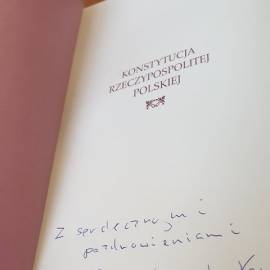 KONSTYTUCJA
RZECZYPOSPOLITEJ
POLSKIEJ
Z serdecznymi
pozdrowieniami